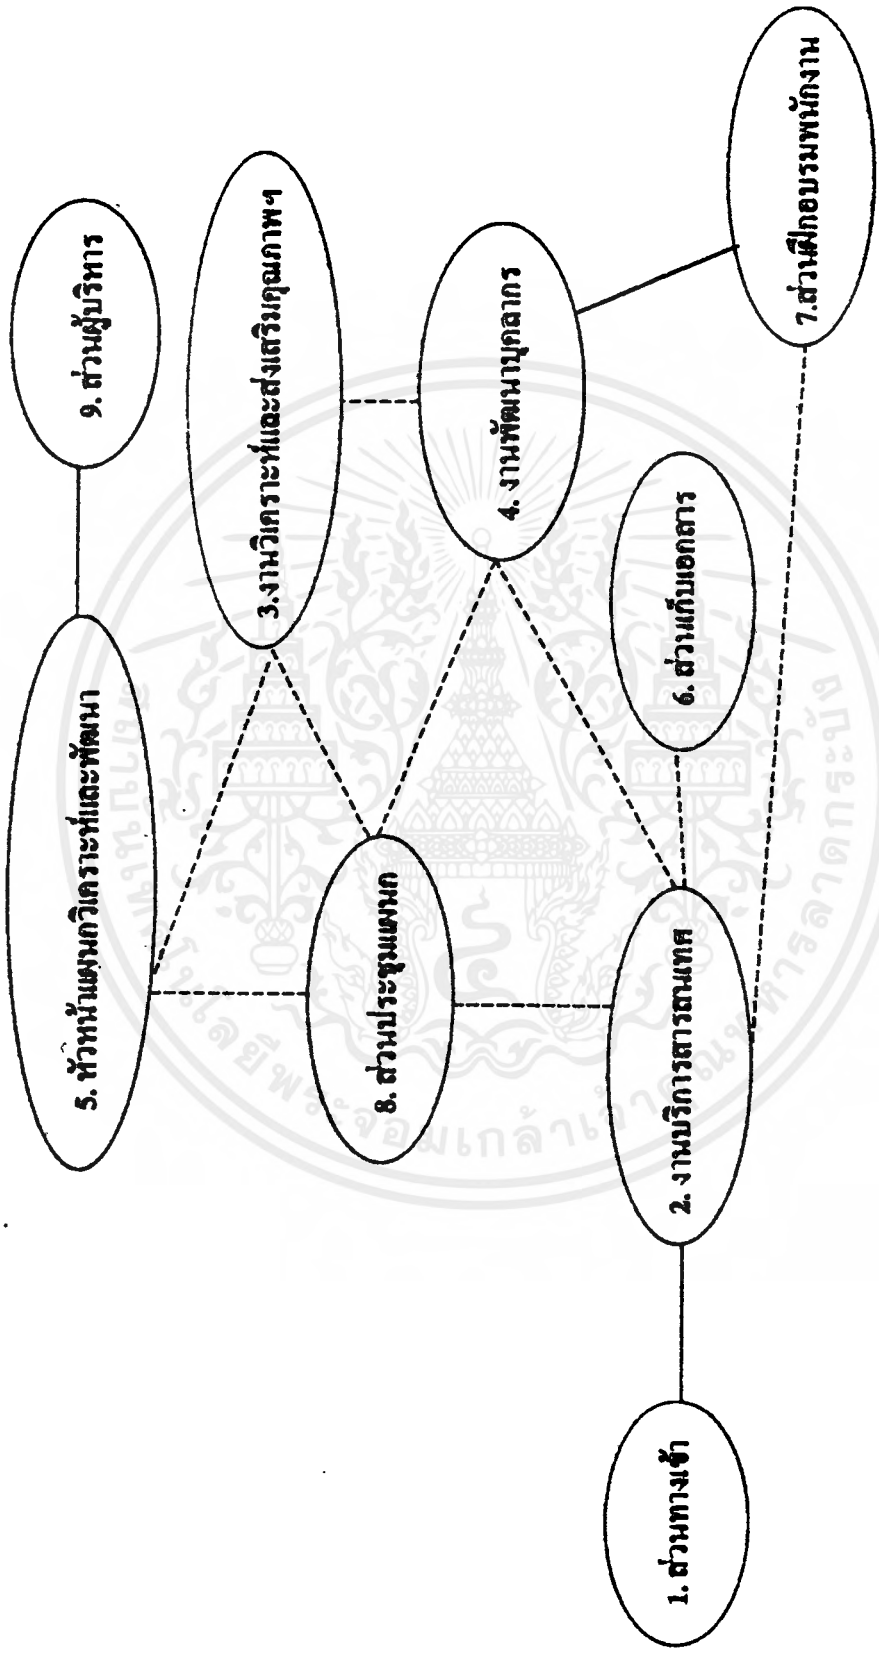 5. หัวหน้าแผนกวิเคราะห์และพัฒนา
9. ส่วนผู้บริหาร
3.งานวิเคราะห์และส่งเสริมคุณภาพฯ
8. ส่วนประชุมแผนก
4. งานพัฒนาบุคลากร
1. ส่วนทางเข้า
2. งานบริการสารสนเทศ
6. ส่วนเก็บเอกสาร
7.ส่วนฝึกอบรมพนักงาน